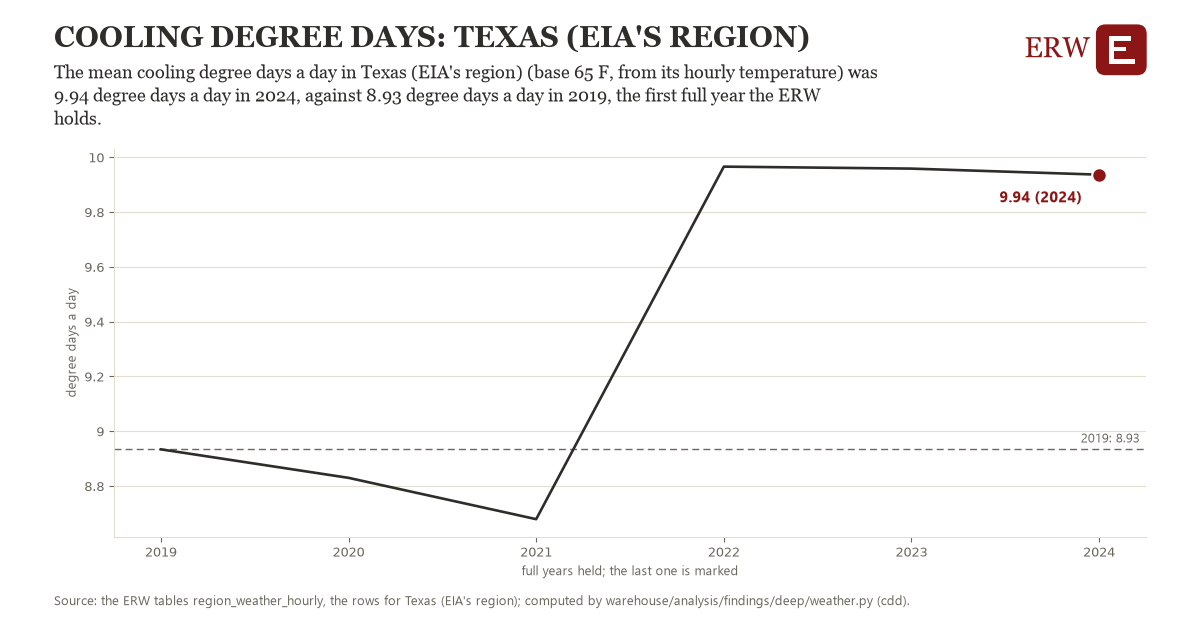 COOLING DEGREE DAYS: TEXAS (EIA'S REGION)
ERW E
The mean cooling degree days a day in Texas (EIA's region) (base 65 F, from its hourly temperature) was
9.94 degree days a day in 2024, against 8.93 degree days a day in 2019, the first full year the ERW
holds.
10
9.8
9.6
9.4
9.2
9
8.8
degree days a day
9.94 (2024)
2019: 8.93
2019 2020 2021 2022 2023 2024
full years held; the last one is marked
Source: the ERW tables region_weather_hourly, the rows for Texas (EIA's region); computed by warehouse/analysis/findings/deep/weather.py (cdd).